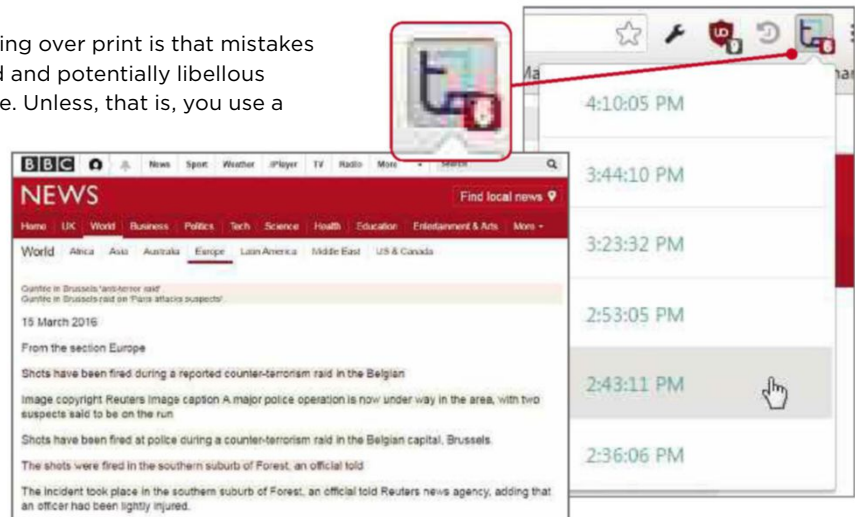 ing over print is that mistakes
d and potentially libellous
e. Unless, that is, you use a
4:10:05 PM
3:44:10 PM
3:23:32 PM
2:53:05 PM
2:43:11 PM
2:36:06 PM
BBC News Sport Weather iPlayer TV Radio More Search
NEWS Find local news
Home UK World Business Politics Tech Science Health Education Entertainment & Arts More
World Africa Asia Australia Europe Latin America Middle East US & Canada
Gunfire in Brussels 'anti-terror raid'
Gunfire in Brussels raid on 'Paris attacks suspects'
15 March 2016
From the section Europe
Shots have been fired during a reported counter-terrorism raid in the Belgian
Image copyright Reuters Image caption A major police operation is now under way in the area, with two
suspects said to be on the run
Shots have been fired at police during a counter-terrorism raid in the Belgian capital, Brussels.
The shots were fired in the southern suburb of Forest, an official told
The incident took place in the southern suburb of Forest, an official told Reuters news agency, adding that
an officer had been lightly injured.